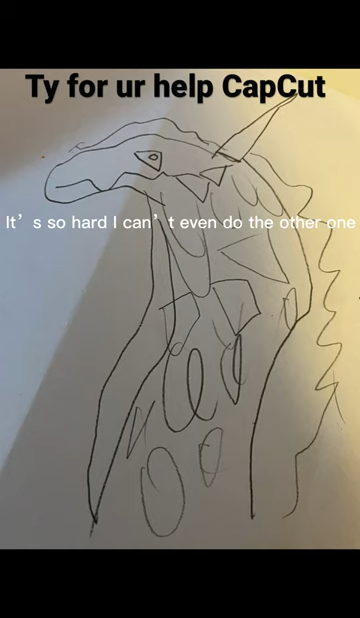 Ty for ur help CapCut
It’s so hard I can’t even do the other one